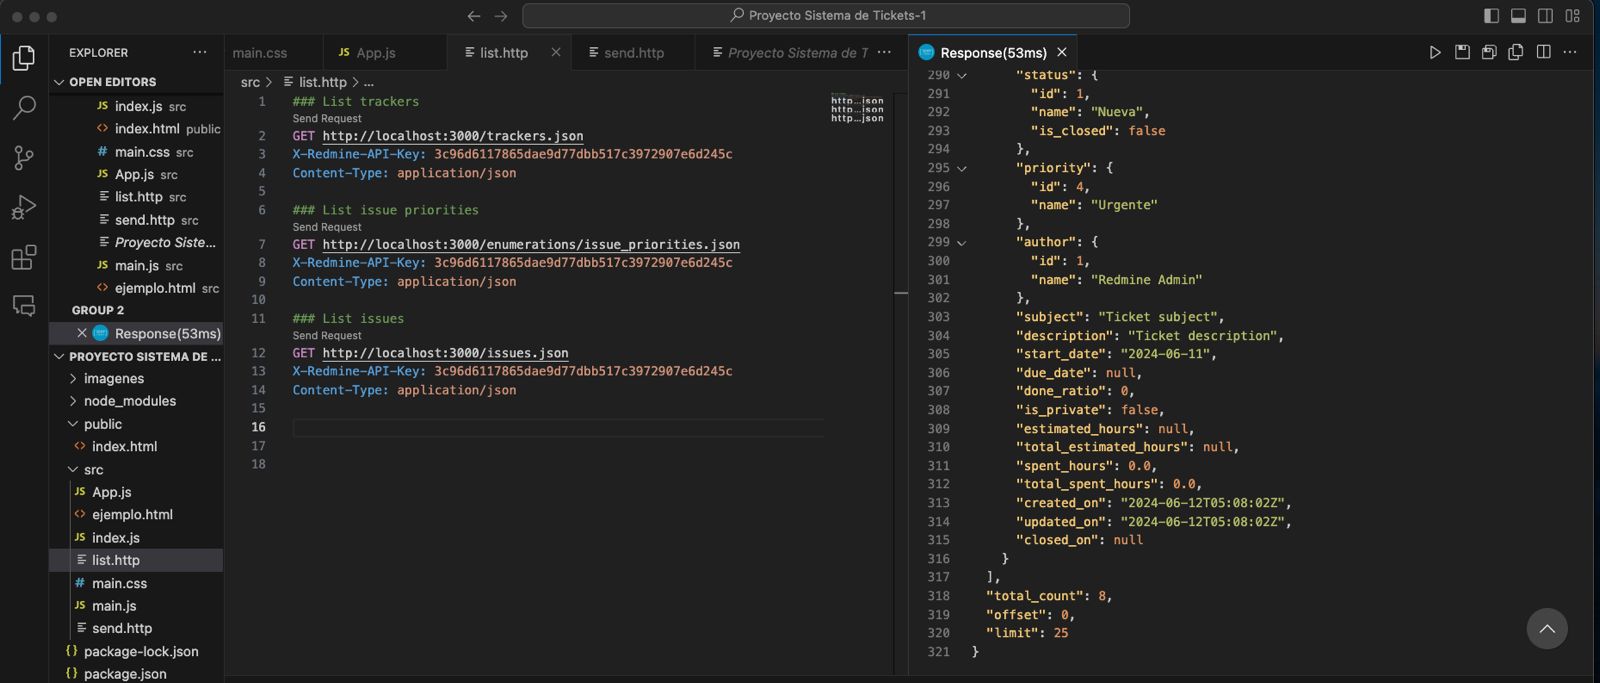 Proyecto Sistema de Tickets-1
EXPLORER
OPEN EDITORS
JS index.js src
<> index.html public
# main.css src
JS App.js src
list.http src
send.http src
Proyecto Siste...
JS main.js src
<> ejemplo.html src
GROUP 2
Response(53ms)
PROYECTO SISTEMA DE ...
imagenes
node_modules
public
<> index.html
src
JS App.js
<> ejemplo.html
JS index.js
list.http
# main.css
JS main.js
send.http
{} package-lock.json
{} package.json
main.css
JS App.js
list.http
send.http
Proyecto Sistema de T ...
src > list.http > ...
1 ### List trackers
Send Request
2 GET http://localhost:3000/trackers.json
3 X-Redmine-API-Key: 3c96d6117865dae9d77dbb517c3972907e6d245c
4 Content-Type: application/json
5
6 ### List issue priorities
Send Request
7 GET http://localhost:3000/enumerations/issue_priorities.json
8 X-Redmine-API-Key: 3c96d6117865dae9d77dbb517c3972907e6d245c
9 Content-Type: application/json
10
11 ### List issues
Send Request
12 GET http://localhost:3000/issues.json
13 X-Redmine-API-Key: 3c96d6117865dae9d77dbb517c3972907e6d245c
14 Content-Type: application/json
15
16
17
18
http...json
http...json
http...json
Response(53ms)
290 "status": {
291 "id": 1,
292 "name": "Nueva",
293 "is_closed": false
294 },
295 "priority": {
296 "id": 4,
297 "name": "Urgente"
298 },
299 "author": {
300 "id": 1,
301 "name": "Redmine Admin"
302 },
303 "subject": "Ticket subject",
304 "description": "Ticket description",
305 "start_date": "2024-06-11",
306 "due_date": null,
307 "done_ratio": 0,
308 "is_private": false,
309 "estimated_hours": null,
310 "total_estimated_hours": null,
311 "spent_hours": 0.0,
312 "total_spent_hours": 0.0,
313 "created_on": "2024-06-12T05:08:02Z",
314 "updated_on": "2024-06-12T05:08:02Z",
315 "closed_on": null
316 }
317 ],
318 "total_count": 8,
319 "offset": 0,
320 "limit": 25
321 }